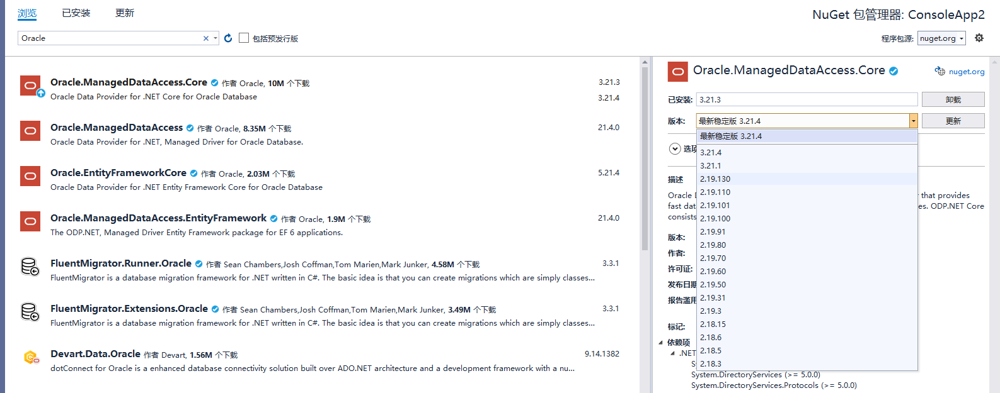 浏览 已安装 更新
NuGet 包管理器: ConsoleApp2
Oracle
包括预发行版
程序包源: nuget.org
Oracle.ManagedDataAccess.Core 作者 Oracle, 10M 个下载 3.21.3
Oracle Data Provider for .NET Core for Oracle Database 3.21.4
Oracle.ManagedDataAccess 作者 Oracle, 8.35M 个下载 21.4.0
Oracle Data Provider for .NET, Managed Driver for Oracle Database.
Oracle.EntityFrameworkCore 作者 Oracle, 2.03M 个下载 5.21.4
Oracle Data Provider for .NET Entity Framework Core for Oracle Database
Oracle.ManagedDataAccess.EntityFramework 作者 Oracle, 1.9M 个下载 21.4.0
The ODP.NET, Managed Driver Entity Framework package for EF 6 applications.
FluentMigrator.Runner.Oracle 作者 Sean Chambers,Josh Coffman,Tom Marien,Mark Junker, 4.58M 个下载 3.3.1
FluentMigrator is a database migration framework for .NET written in C#. The basic idea is that you can create migrations which are simply classes...
FluentMigrator.Extensions.Oracle 作者 Sean Chambers,Josh Coffman,Tom Marien,Mark Junker, 3.49M 个下载 3.3.1
FluentMigrator is a database migration framework for .NET written in C#. The basic idea is that you can create migrations which are simply classes...
Devart.Data.Oracle 作者 Devart, 1.56M 个下载 9.14.1382
dotConnect for Oracle is a enhanced database connectivity solution built over ADO.NET architecture and a development framework with a nu...
Oracle.ManagedDataAccess.Core nuget.org
已安装: 3.21.3 卸载
版本: 最新稳定版 3.21.4 更新
最新稳定版 3.21.4
3.21.4
3.21.1
2.19.130
2.19.110
2.19.101
2.19.100
2.19.91
2.19.80
2.19.70
2.19.60
2.19.50
2.19.31
2.19.3
2.18.15
2.18.6
2.18.5
2.18.3
选项
描述
Oracle that provides
fast dat es. ODP.NET Core
consists
版本:
作者:
许可证:
发布日期
报告滥用
标记:
依赖项
.NET
System.DirectoryServices (>= 5.0.0)
System.DirectoryServices.Protocols (>= 5.0.0)